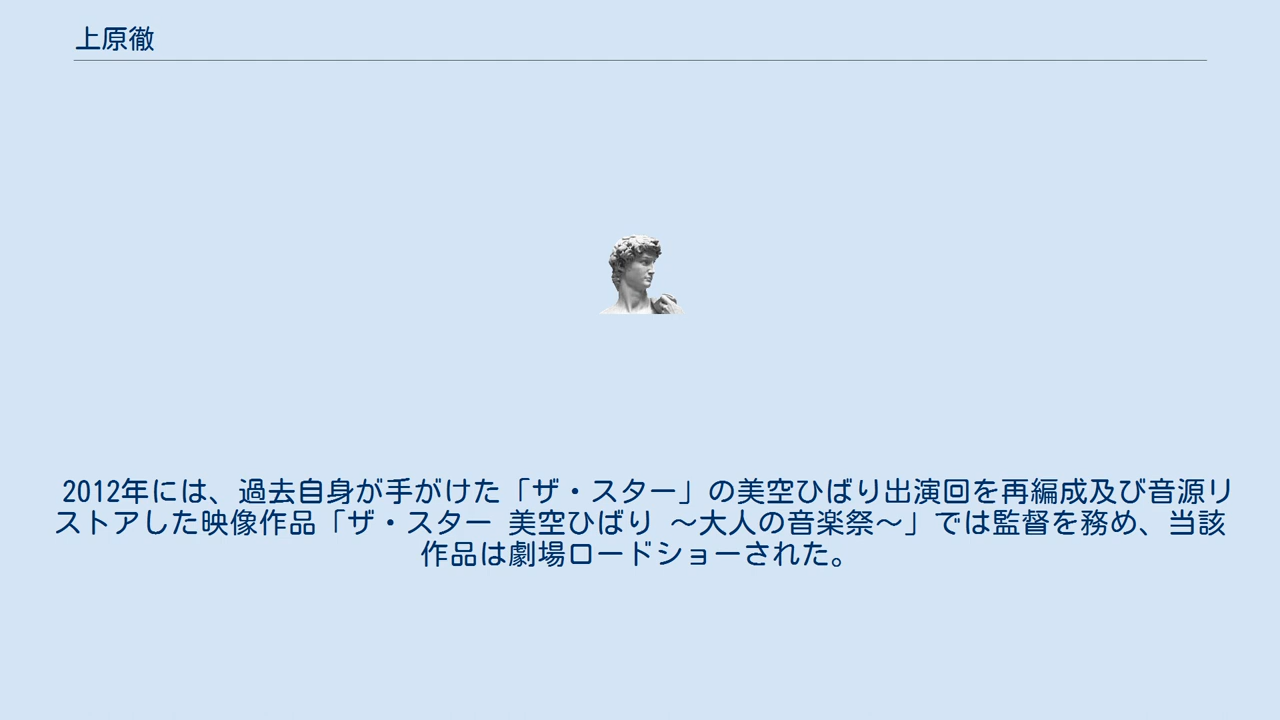 上原徹
2012年には、過去自身が手がけた「ザ・スター」の美空ひばり出演回を再編成及び音源リ
ストアした映像作品「ザ・スター 美空ひばり ～大人の音楽祭～」では監督を務め、当該
作品は劇場ロードショーされた。